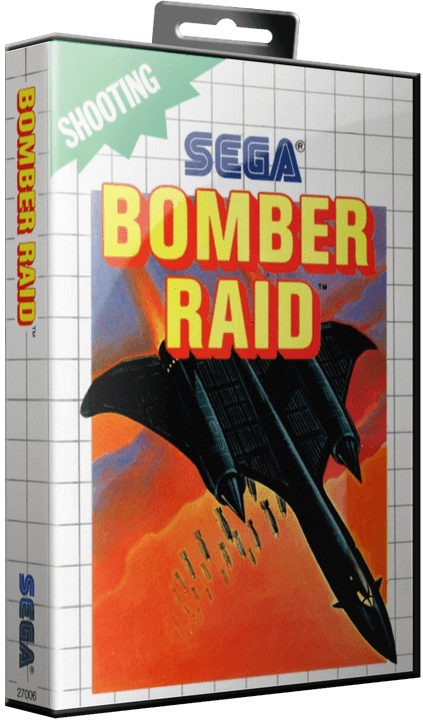 BOMBER RAID™
SEGA®
27006
SHOOTING
SEGA®
BOMBER
RAID™